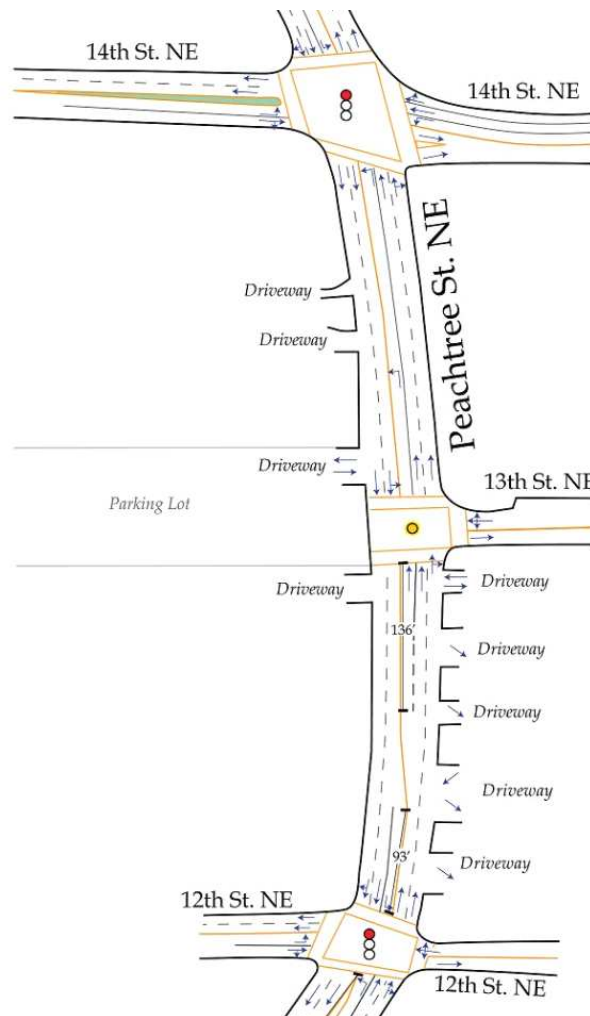 14th St. NE
14th St. NE
Peachtree St. NE
Driveway
Driveway
Driveway
Parking Lot
13th St. NE
Driveway
Driveway
136'
Driveway
Driveway
Driveway
93'
Driveway
12th St. NE
12th St. NE